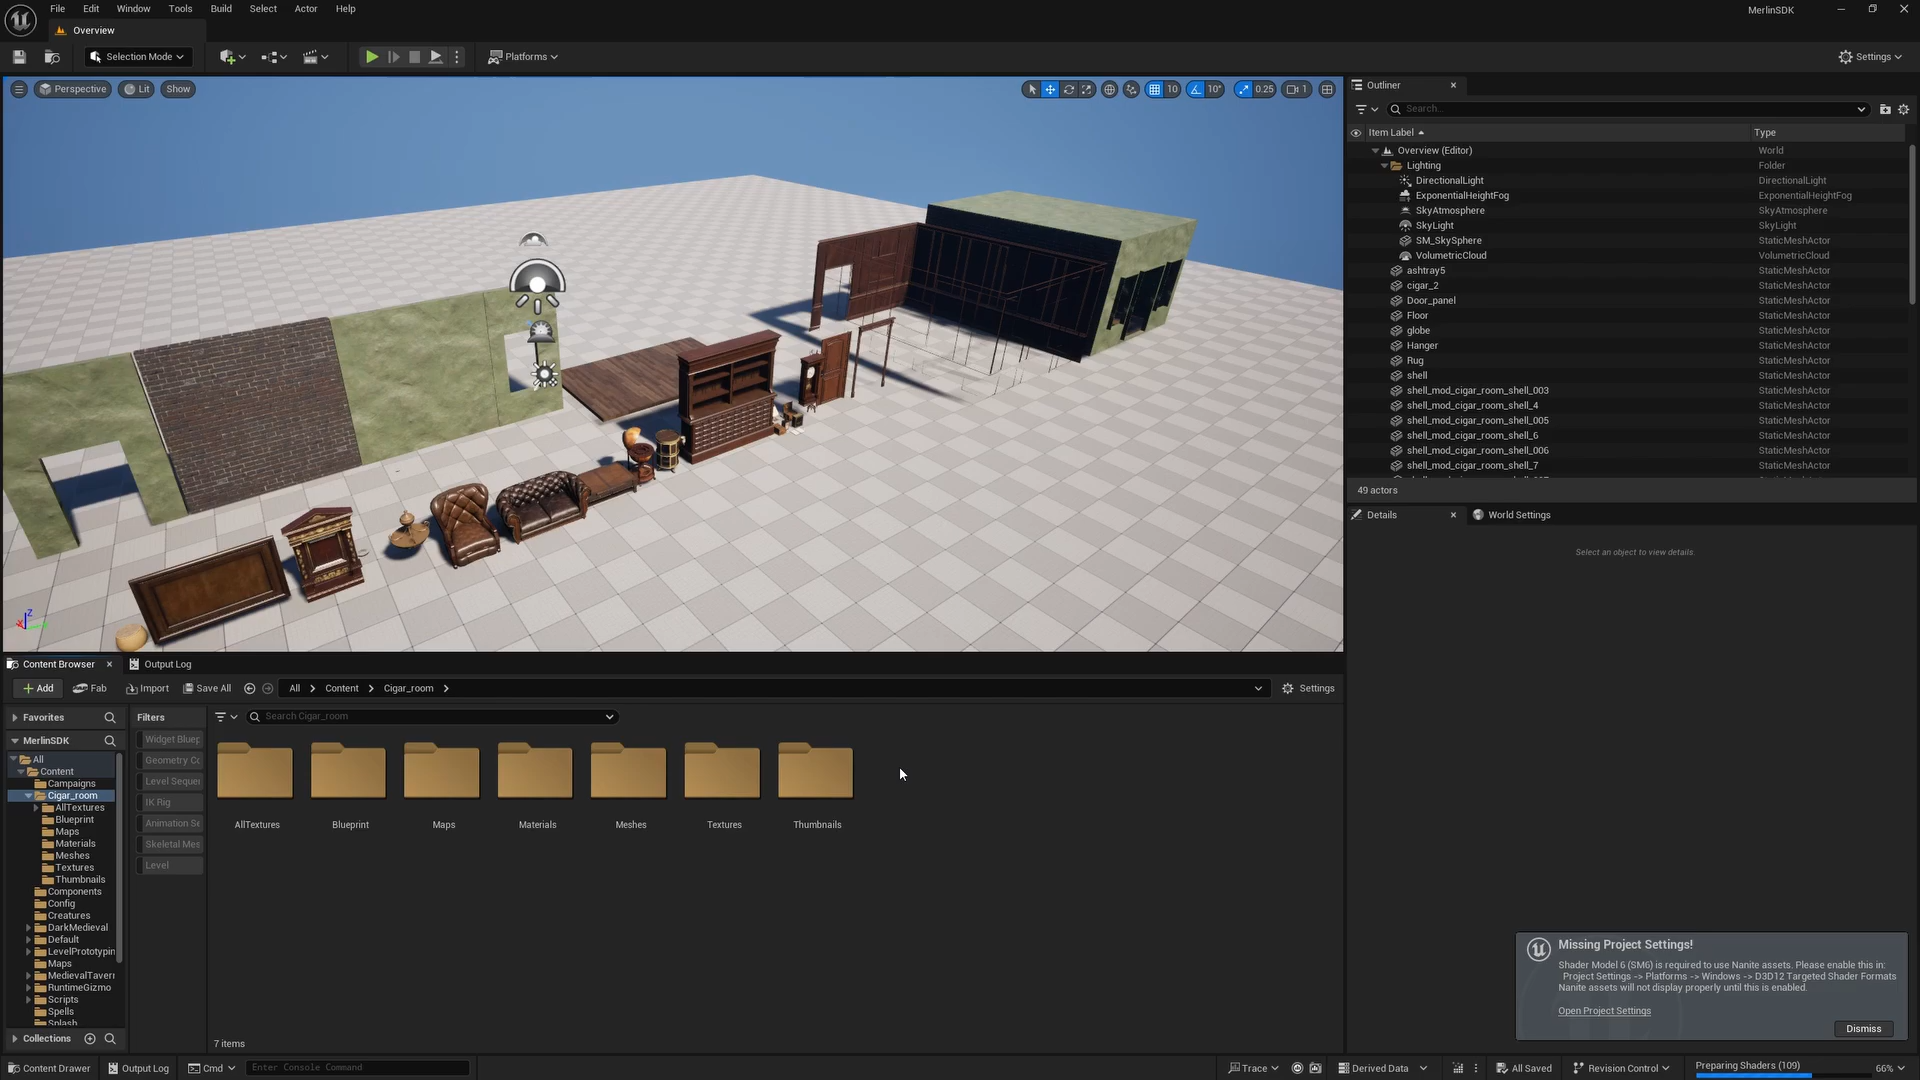 File Edit Window Tools Build Select Actor Help
MerlinSDK
Overview
Selection Mode
Platforms
Settings
Perspective Lit Show
10 10° 0.25 1
Z
Outliner
Search...
Item Label Type
Overview (Editor) World
Lighting Folder
DirectionalLight DirectionalLight
ExponentialHeightFog ExponentialHeightFog
SkyAtmosphere SkyAtmosphere
SkyLight SkyLight
SM_SkySphere StaticMeshActor
VolumetricCloud VolumetricCloud
ashtray5 StaticMeshActor
cigar_2 StaticMeshActor
Door_panel StaticMeshActor
Floor StaticMeshActor
globe StaticMeshActor
Hanger StaticMeshActor
Rug StaticMeshActor
shell StaticMeshActor
shell_mod_cigar_room_shell_003 StaticMeshActor
shell_mod_cigar_room_shell_4 StaticMeshActor
shell_mod_cigar_room_shell_005 StaticMeshActor
shell_mod_cigar_room_shell_6 StaticMeshActor
shell_mod_cigar_room_shell_006 StaticMeshActor
shell_mod_cigar_room_shell_7 StaticMeshActor
49 actors
Details World Settings
Select an object to view details.
Content Browser Output Log
Add Fab Import Save All All Content Cigar_room Settings
Favorites
MerlinSDK
All
Content
Campaigns
Cigar_room
AllTextures
Blueprint
Maps
Materials
Meshes
Textures
Thumbnails
Components
Config
Creatures
DarkMedieval
Default
LevelPrototypin
Maps
MedievalTaver
RuntimeGizmo
Scripts
Spells
Splash
Collections
Filters
Widget Bluep
Geometry Co
Level Sequen
IK Rig
Animation Se
Skeletal Mes
Level
Search Cigar_room
AllTextures Blueprint Maps Materials Meshes Textures Thumbnails
7 items
Missing Project Settings!
Shader Model 6 (SM6) is required to use Nanite assets. Please enable this in:
Project Settings -> Platforms -> Windows -> D3D12 Targeted Shader Formats
Nanite assets will not display properly until this is enabled.
Open Project Settings
Dismiss
Content Drawer Output Log Cmd Enter Console Command
Trace Derived Data All Saved Revision Control Preparing Shaders (109) 66%